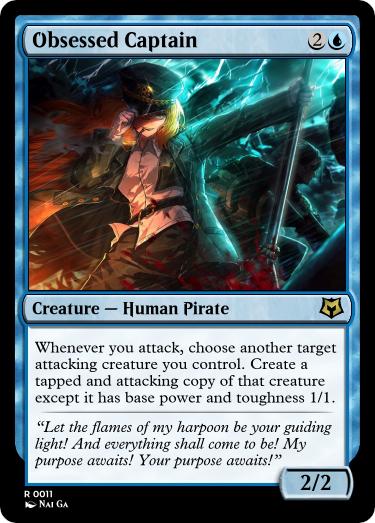 Obsessed Captain 2
Creature — Human Pirate
Whenever you attack, choose another target
attacking creature you control. Create a
tapped and attacking copy of that creature
except it has base power and toughness 1/1.
“Let the flames of my harpoon be your guiding
light! And everything shall come to be! My
purpose awaits! Your purpose awaits!”
2/2
R 0011
Nai Ga